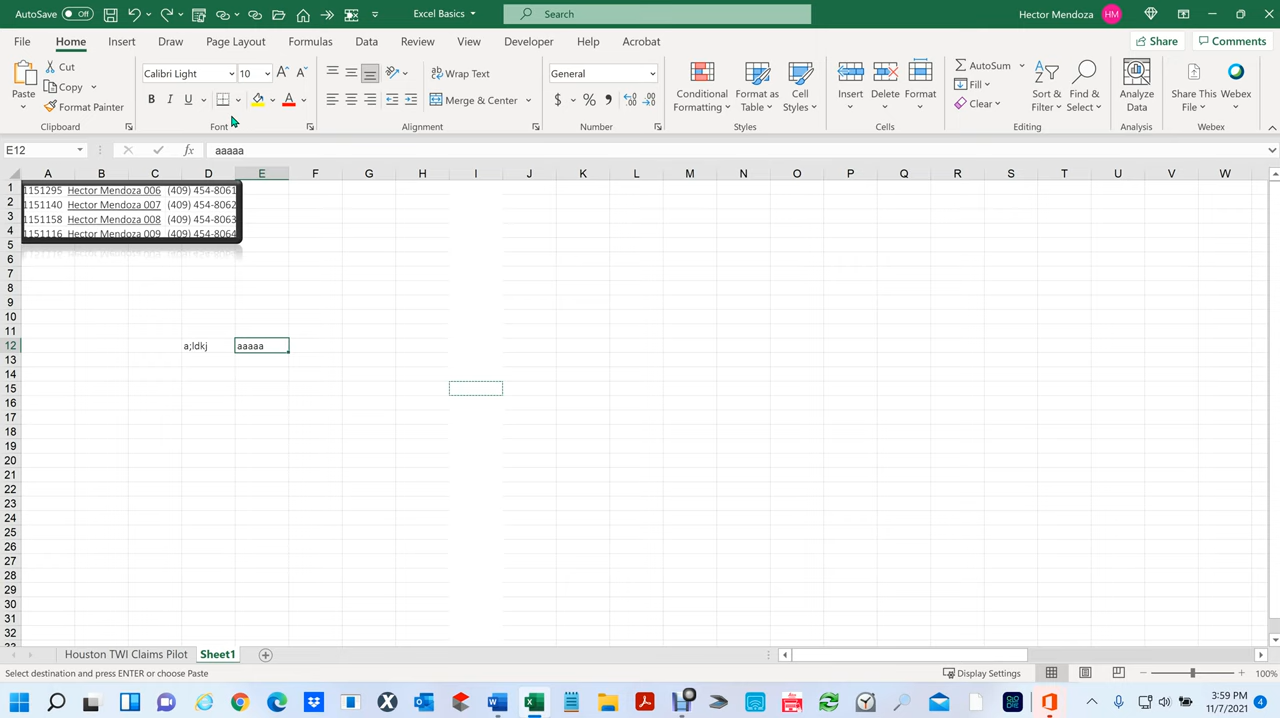 AutoSave Off Excel Basics Search Hector Mendoza HM
File Home Insert Draw Page Layout Formulas Data Review View Developer Help Acrobat Share Comments
Paste Cut Copy Format Painter Clipboard
Calibri Light 10 B I U Font
Wrap Text Merge & Center Alignment
General $ % Number
Conditional Formatting Format as Table Cell Styles Styles
Insert Delete Format Cells
AutoSum Fill Clear Sort & Filter Find & Select Editing
Analyze Data Analysis
Share This File Webex Webex
E12 fx aaaaa
A B C D E F G H I J K L M N O P Q R S T U V W
1 1151295 Hector Mendoza 006 (409) 454-8061
2 1151140 Hector Mendoza 007 (409) 454-8062
3 1151158 Hector Mendoza 008 (409) 454-8063
4 1151116 Hector Mendoza 009 (409) 454-8064
5
6
7
8
9
10
11
12 a;ldkj aaaaa
13
14
15
16
17
18
19
20
21
22
23
24
25
26
27
28
29
30
31
32
33
Houston TWI Claims Pilot Sheet1
Select destination and press ENTER or choose Paste Display Settings 100%
3:59 PM
11/7/2021 4